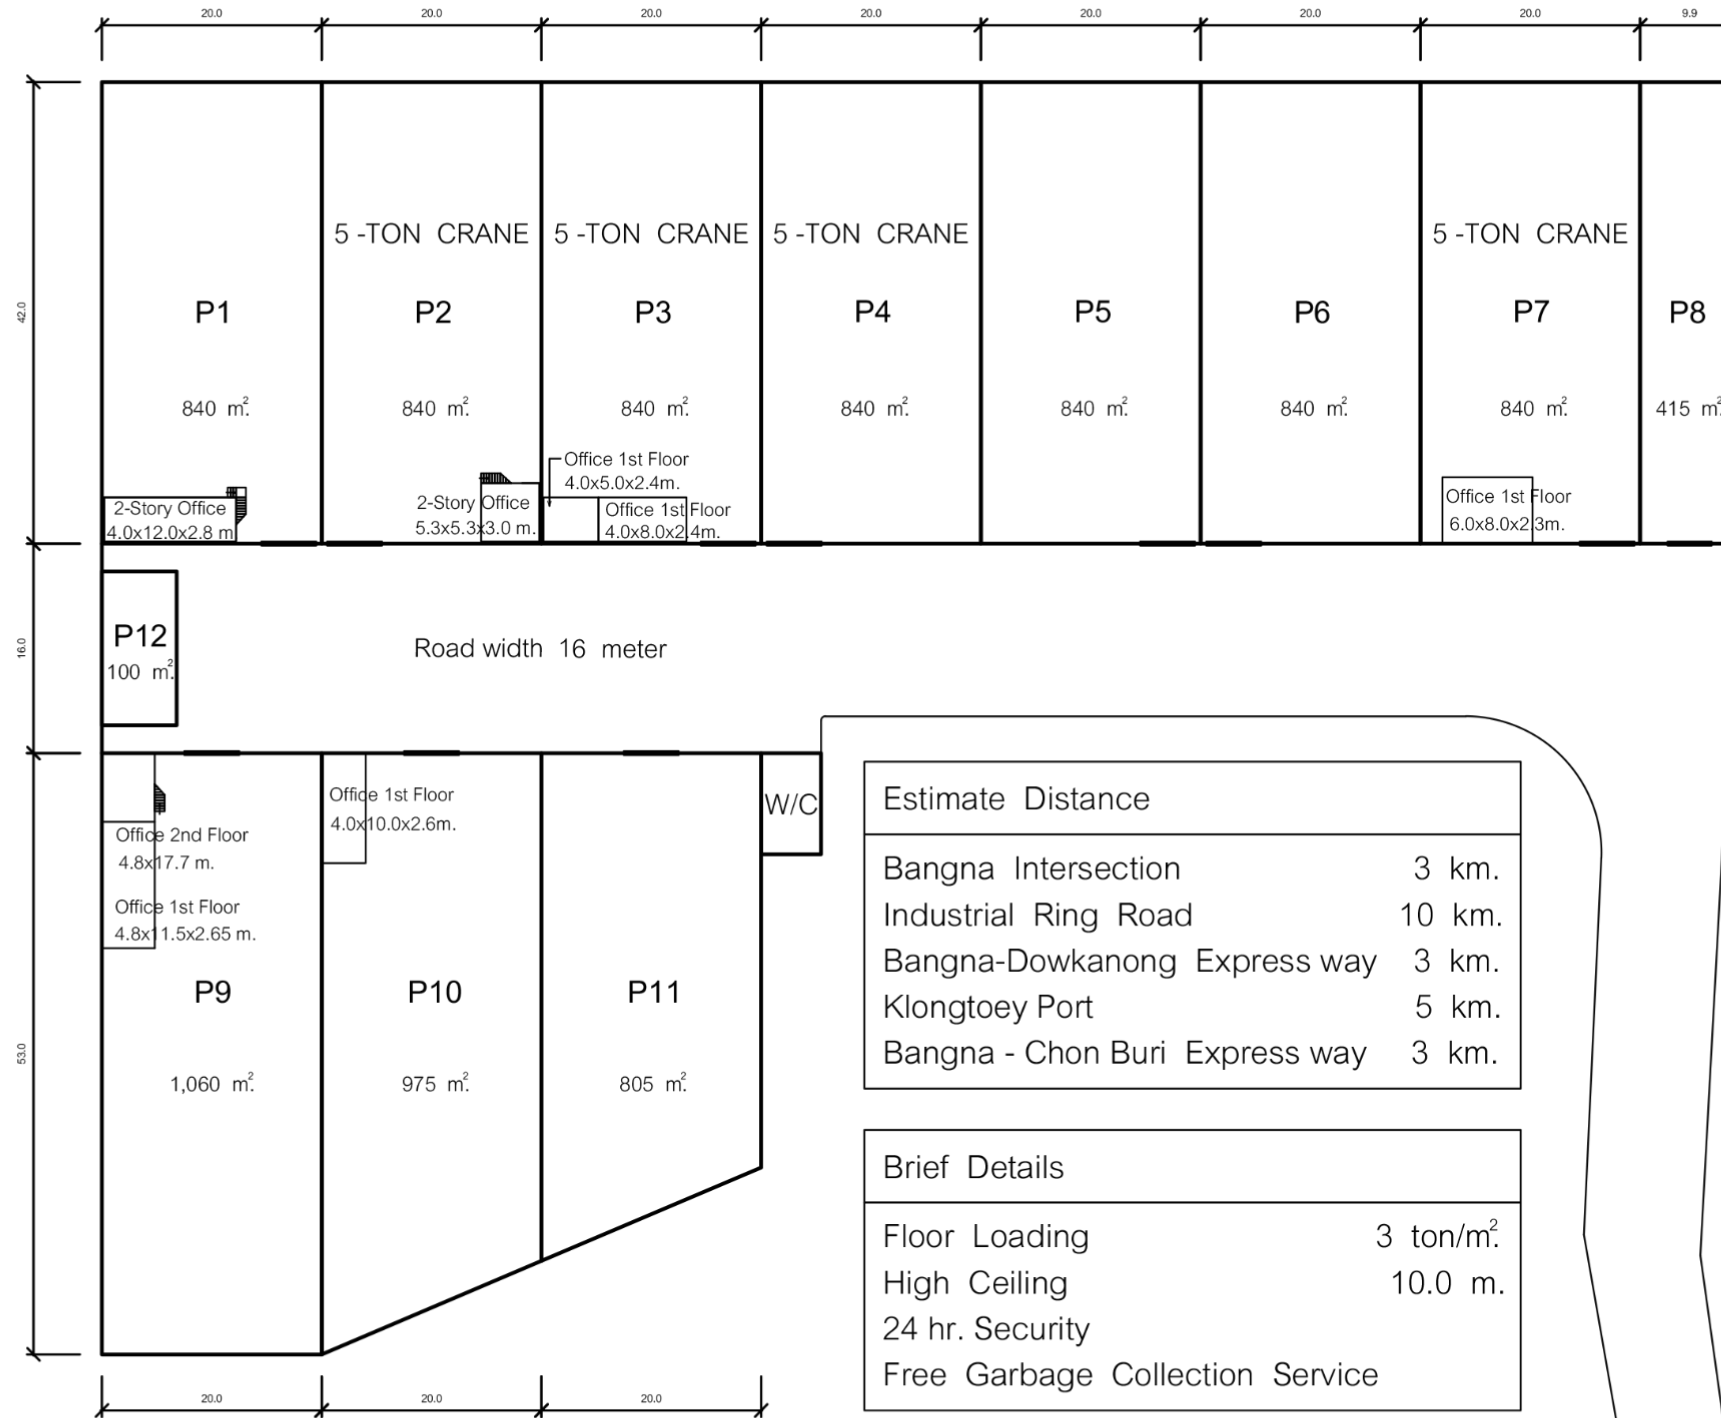 20.0 20.0 20.0 20.0 20.0 20.0 20.0 9.9
42.0
16.0
53.0
5 -TON CRANE 5 -TON CRANE 5 -TON CRANE 5 -TON CRANE
P1 P2 P3 P4 P5 P6 P7 P8
840 m². 840 m². 840 m². 840 m². 840 m². 840 m². 840 m². 415 m²
2-Story Office
4.0x12.0x2.8 m
2-Story Office
5.3x5.3x3.0 m.
Office 1st Floor
4.0x5.0x2.4m.
Office 1st Floor
4.0x8.0x2.4m.
Office 1st Floor
6.0x8.0x2.3m.
P12
100 m².
Road width 16 meter
Office 2nd Floor
4.8x17.7 m.
Office 1st Floor
4.8x11.5x2.65 m.
Office 1st Floor
4.0x10.0x2.6m.
W/C
P9 P10 P11
1,060 m². 975 m². 805 m².
20.0 20.0 20.0
Estimate Distance
Bangna Intersection 3 km.
Industrial Ring Road 10 km.
Bangna-Dowkanong Express way 3 km.
Klongtoey Port 5 km.
Bangna - Chon Buri Express way 3 km.
Brief Details
Floor Loading 3 ton/m².
High Ceiling 10.0 m.
24 hr. Security
Free Garbage Collection Service